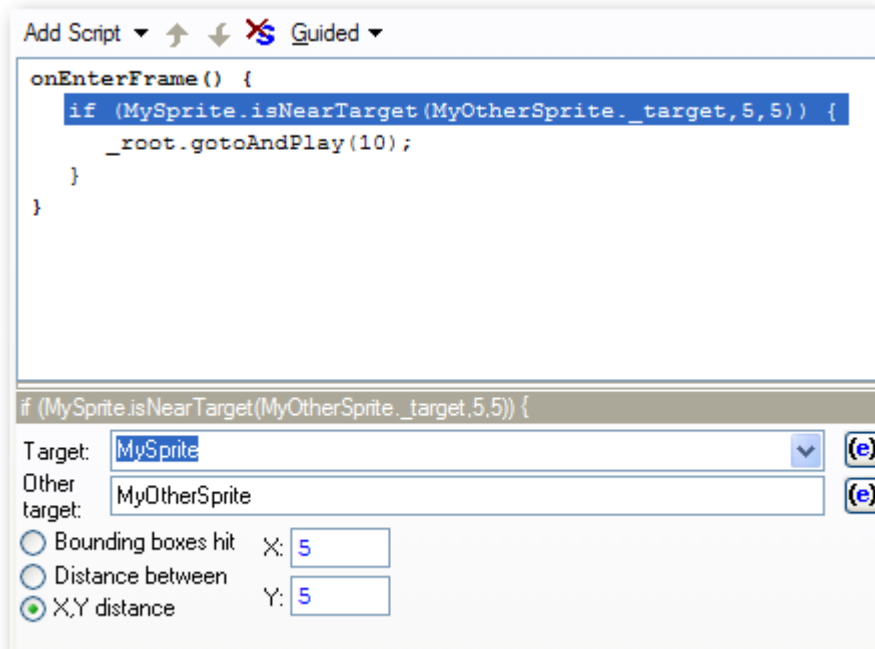 Add Script Guided
onEnterFrame() {
if (MySprite.isNearTarget(MyOtherSprite._target,5,5)) {
_root.gotoAndPlay(10);
}
}
if (MySprite.isNearTarget(MyOtherSprite._target,5,5)) {
Target: MySprite (e)
Other
target: MyOtherSprite (e)
Bounding boxes hit X: 5
Distance between
X,Y distance Y: 5